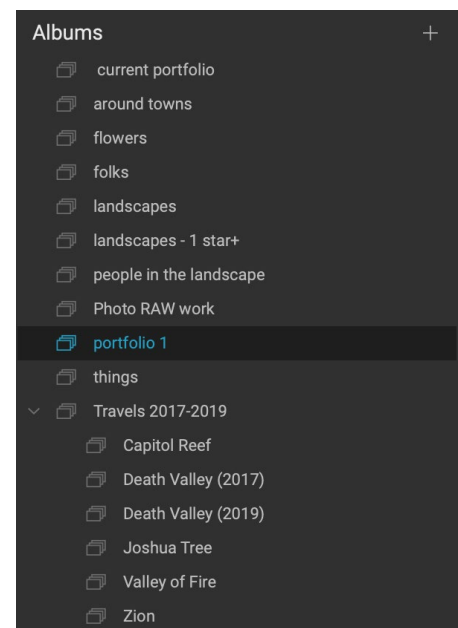 Albums +
current portfolio
around towns
flowers
folks
landscapes
landscapes - 1 star+
people in the landscape
Photo RAW work
portfolio 1
things
Travels 2017-2019
Capitol Reef
Death Valley (2017)
Death Valley (2019)
Joshua Tree
Valley of Fire
Zion